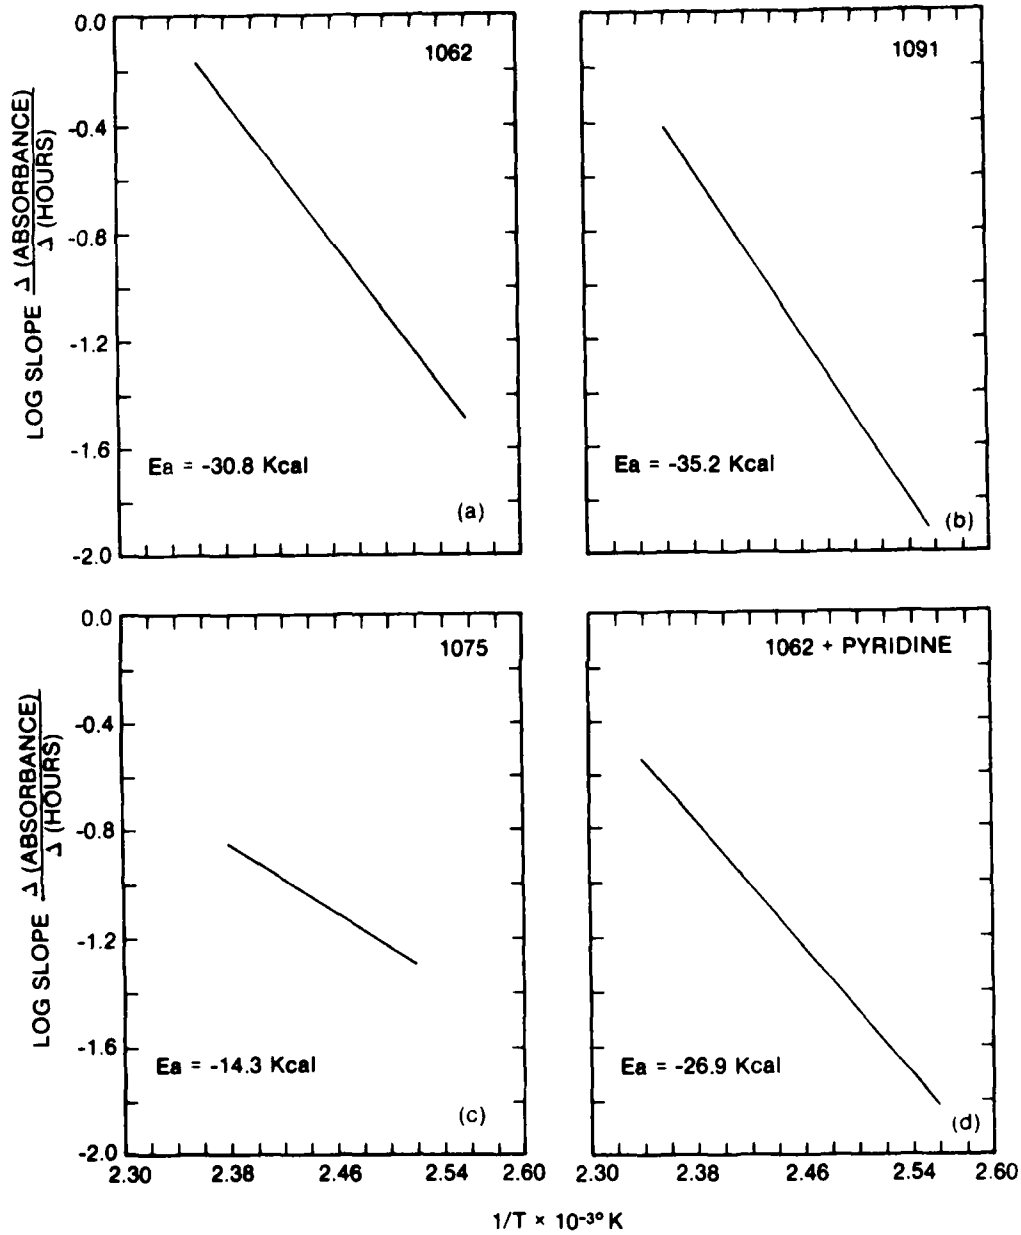 0.0
-0.4
-0.8
-1.2
-1.6
-2.0
LOG SLOPE Δ (ABSORBANCE)
Δ (HOURS)
1062
Ea = -30.8 Kcal
(a)
1091
Ea = -35.2 Kcal
(b)
0.0
-0.4
-0.8
-1.2
-1.6
-2.0
LOG SLOPE Δ (ABSORBANCE)
Δ (HOURS)
1075
Ea = -14.3 Kcal
(c)
2.30 2.38 2.46 2.54 2.60
1062 + PYRIDINE
Ea = -26.9 Kcal
(d)
2.30 2.38 2.46 2.54 2.60
1/T × 10⁻³° K